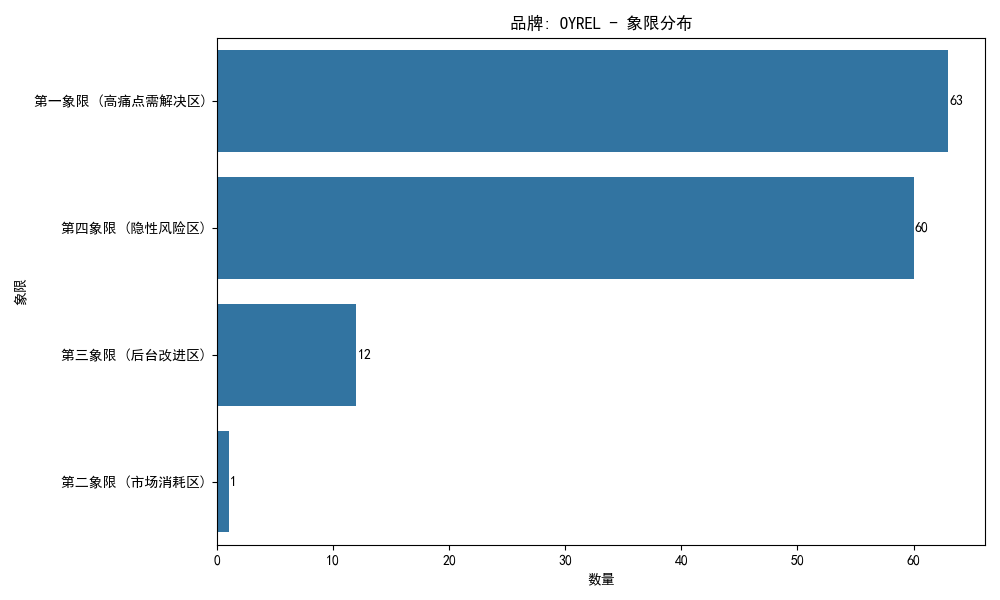 品牌: OYREL - 象限分布
第一象限 (高痛点需解决区)
63
第四象限 (隐性风险区)
60
象限
第三象限 (后台改进区)
12
第二象限 (市场消耗区)
1
0 10 20 30 40 50 60
数量